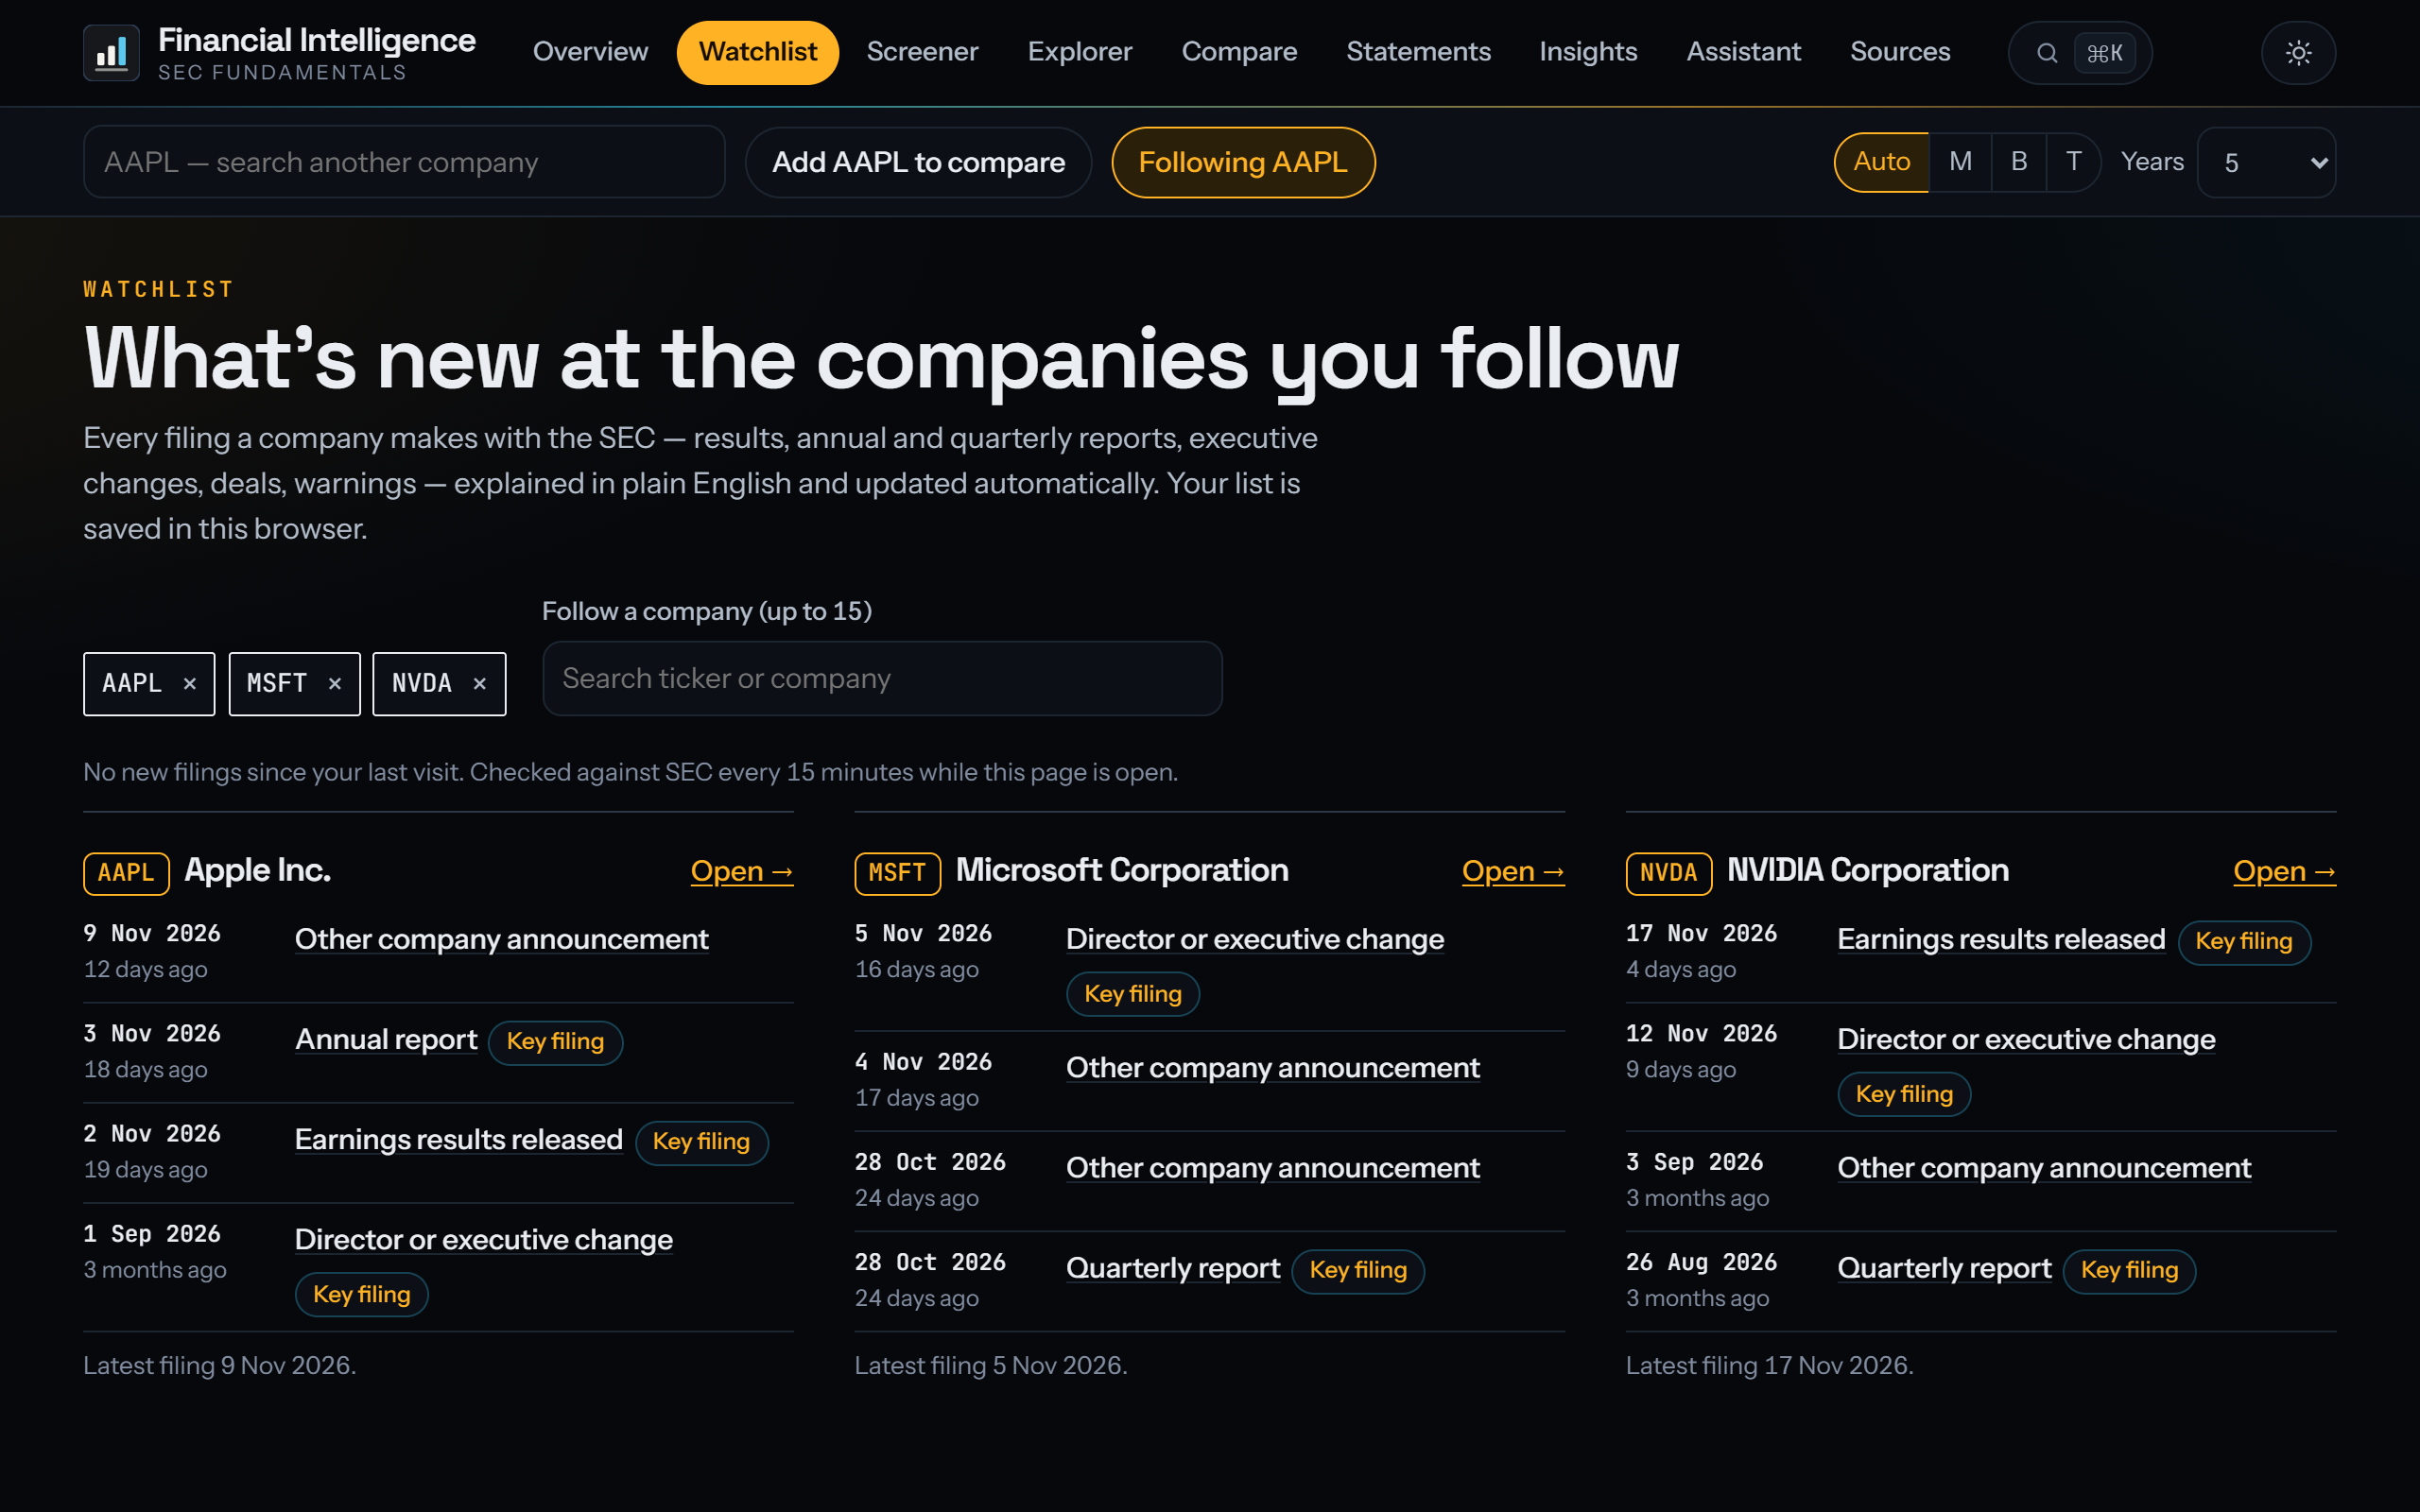 Financial Intelligence
SEC FUNDAMENTALS
Overview
Watchlist
Screener
Explorer
Compare
Statements
Insights
Assistant
Sources
⌘K
AAPL — search another company
Add AAPL to compare
Following AAPL
Auto M B T
Years 5
WATCHLIST
What’s new at the companies you follow
Every filing a company makes with the SEC — results, annual and quarterly reports, executive
changes, deals, warnings — explained in plain English and updated automatically. Your list is
saved in this browser.
Follow a company (up to 15)
AAPL × MSFT × NVDA ×
Search ticker or company
No new filings since your last visit. Checked against SEC every 15 minutes while this page is open.
AAPL Apple Inc. Open →
9 Nov 2026 Other company announcement
12 days ago
3 Nov 2026 Annual report Key filing
18 days ago
2 Nov 2026 Earnings results released Key filing
19 days ago
1 Sep 2026 Director or executive change
3 months ago
Key filing
Latest filing 9 Nov 2026.
MSFT Microsoft Corporation Open →
5 Nov 2026 Director or executive change
16 days ago
Key filing
4 Nov 2026 Other company announcement
17 days ago
28 Oct 2026 Other company announcement
24 days ago
28 Oct 2026 Quarterly report Key filing
24 days ago
Latest filing 5 Nov 2026.
NVDA NVIDIA Corporation Open →
17 Nov 2026 Earnings results released Key filing
4 days ago
12 Nov 2026 Director or executive change
9 days ago
Key filing
3 Sep 2026 Other company announcement
3 months ago
26 Aug 2026 Quarterly report Key filing
3 months ago
Latest filing 17 Nov 2026.